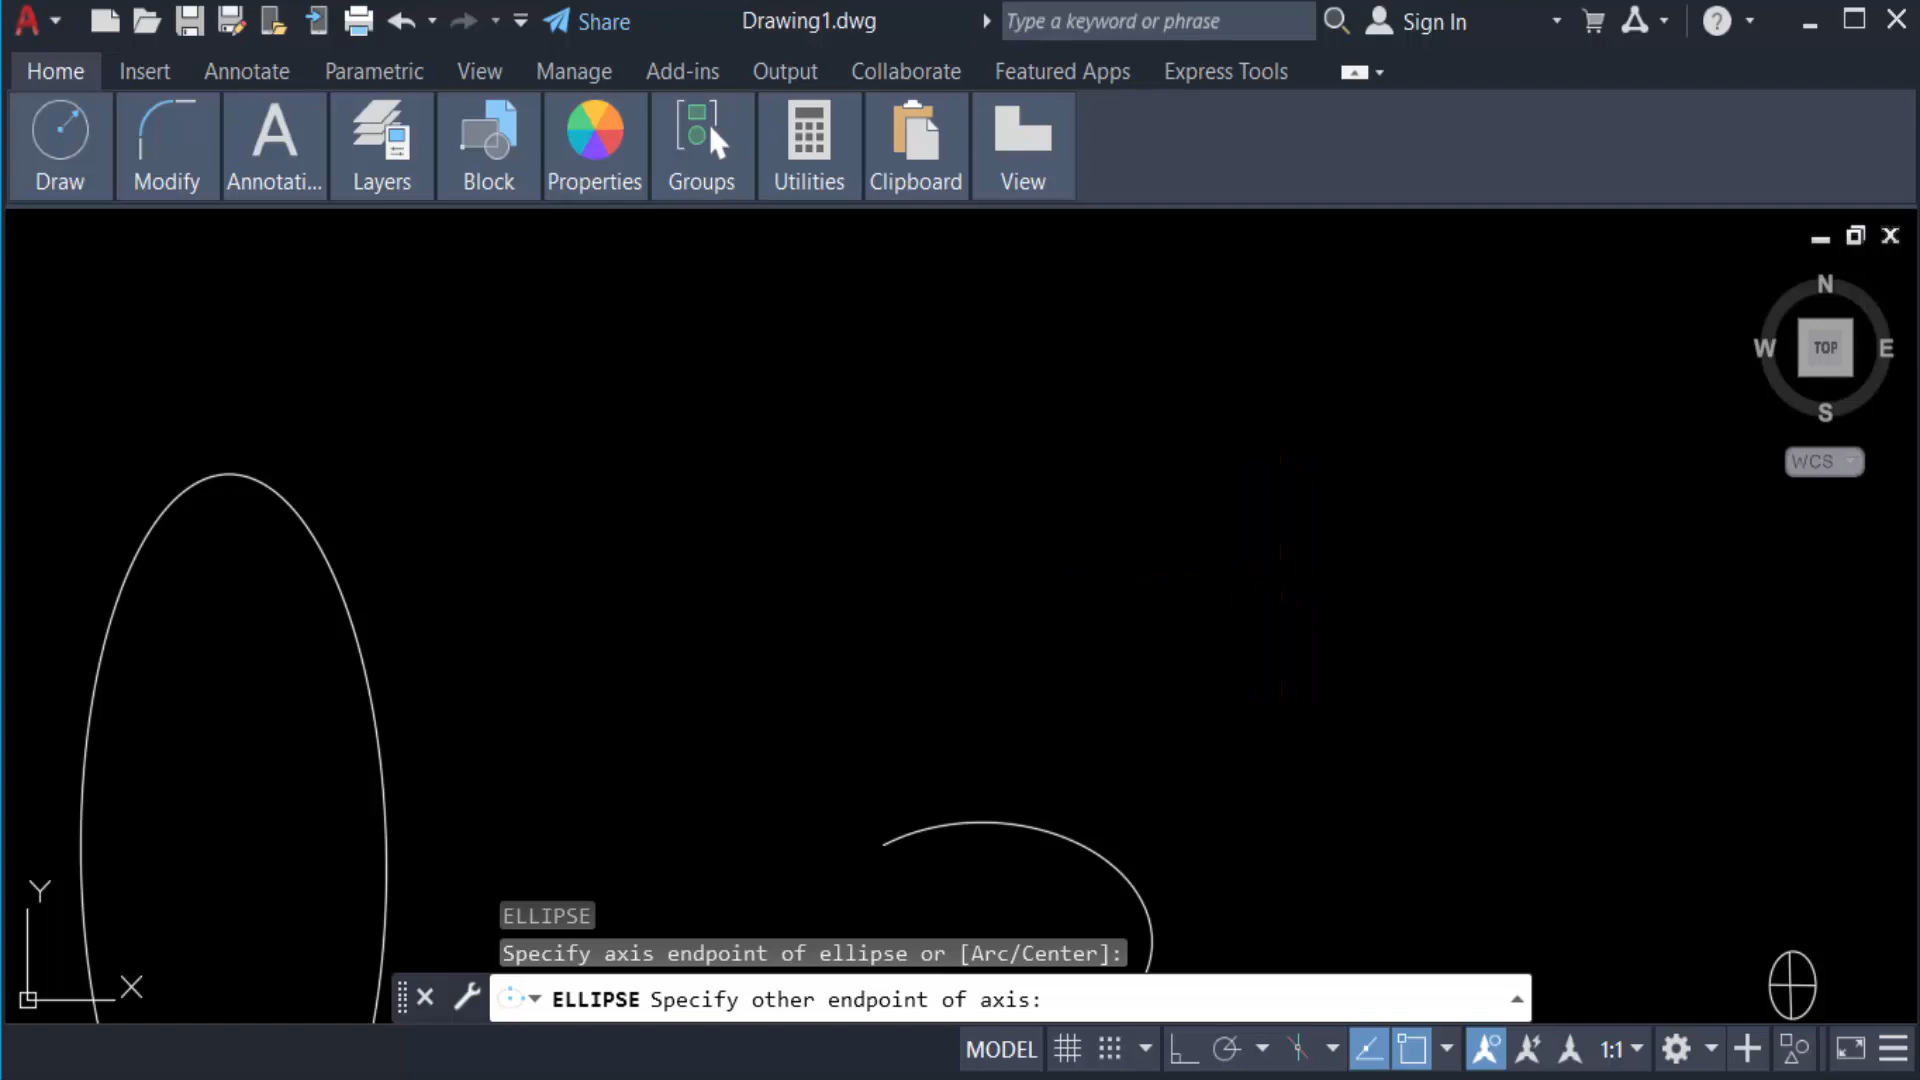 Share
Drawing1.dwg
Type a keyword or phrase
Sign In
Home Insert Annotate Parametric View Manage Add-ins Output Collaborate Featured Apps Express Tools
Draw Modify Annotati... Layers Block Properties Groups Utilities Clipboard View
N
W TOP E
S
WCS
Y
X
ELLIPSE
Specify axis endpoint of ellipse or [Arc/Center]:
ELLIPSE Specify other endpoint of axis:
MODEL 1:1